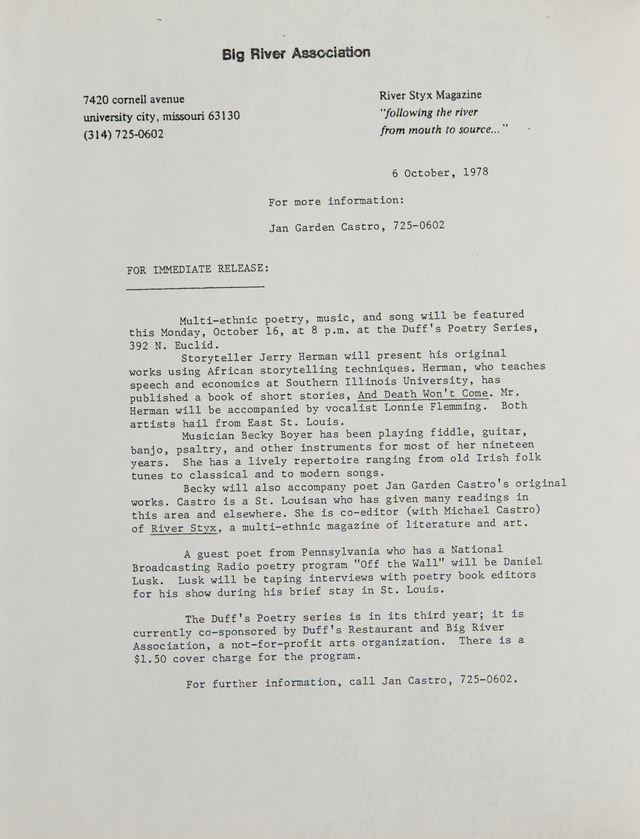 Big River Association
7420 cornell avenue
university city, missouri 63130
(314) 725-0602
River Styx Magazine
"following the river
from mouth to source..."
6 October, 1978
For more information:
Jan Garden Castro, 725-0602
FOR IMMEDIATE RELEASE:
Multi-ethnic poetry, music, and song will be featured
this Monday, October 16, at 8 p.m. at the Duff's Poetry Series,
392 N. Euclid.
Storyteller Jerry Herman will present his original
works using African storytelling techniques. Herman, who teaches
speech and economics at Southern Illinois University, has
published a book of short stories, And Death Won't Come. Mr.
Herman will be accompanied by vocalist Lonnie Flemming. Both
artists hail from East St. Louis.
Musician Becky Boyer has been playing fiddle, guitar,
banjo, psaltry, and other instruments for most of her nineteen
years. She has a lively repertoire ranging from old Irish folk
tunes to classical and to modern songs.
Becky will also accompany poet Jan Garden Castro's original
works. Castro is a St. Louisan who has given many readings in
this area and elsewhere. She is co-editor (with Michael Castro)
of River Styx, a multi-ethnic magazine of literature and art.
A guest poet from Pennsylvania who has a National
Broadcasting Radio poetry program "Off the Wall" will be Daniel
Lusk. Lusk will be taping interviews with poetry book editors
for his show during his brief stay in St. Louis.
The Duff's Poetry series is in its third year; it is
currently co-sponsored by Duff's Restaurant and Big River
Association, a not-for-profit arts organization. There is a
$1.50 cover charge for the program.
For further information, call Jan Castro, 725-0602.